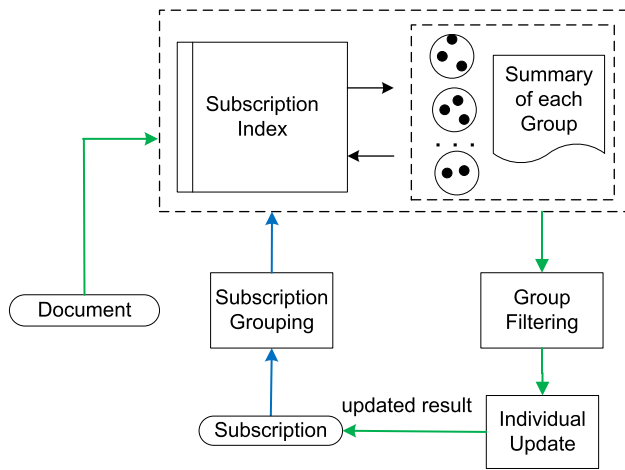 Subscription
Index
Summary
of each
Group
. . .
Document
Subscription
Grouping
Group
Filtering
updated result
Subscription
Individual
Update